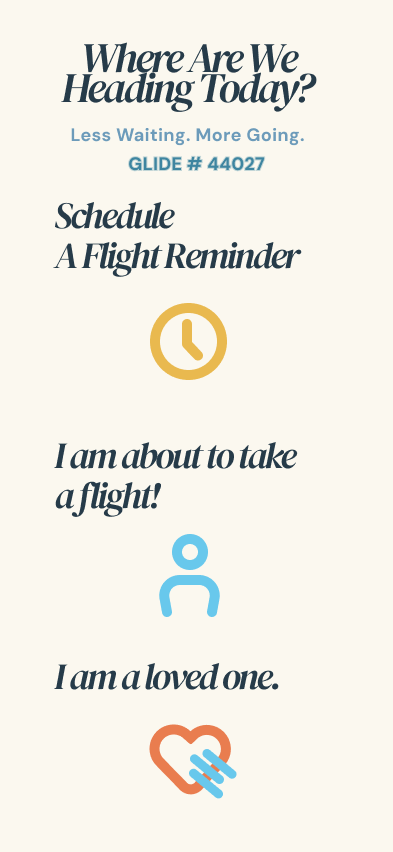 Where Are We
Heading Today?
Less Waiting. More Going.
GLIDE # 44027
Schedule
A Flight Reminder
I am about to take
a flight!
I am a loved one.